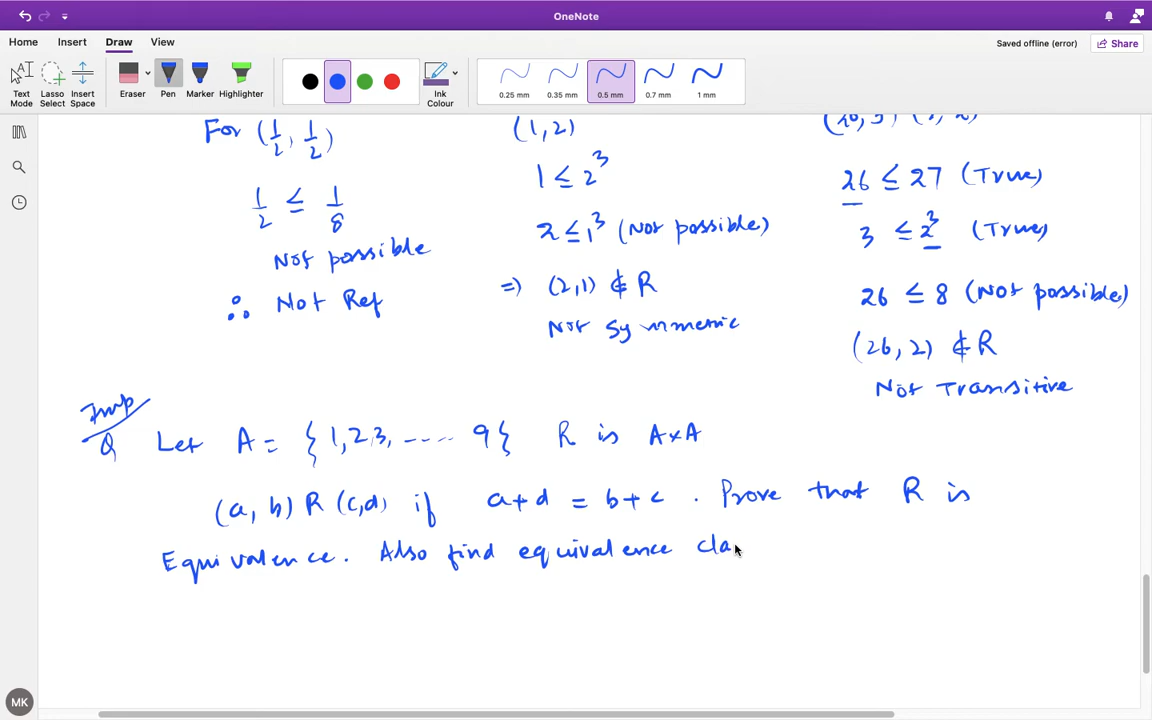 OneNote
Home Insert Draw View
Saved offline (error) Share
Text Mode
Lasso Select
Insert Space
Eraser
Pen
Marker
Highlighter
Ink Colour
0.25 mm 0.35 mm 0.5 mm 0.7 mm 1 mm
For (1/2, 1/2)
1/2 ≤ 1/8
Not possible
∴ Not Ref
(1,2)
1 ≤ 2³
2 ≤ 1³ (Not possible)
⇒ (2,1) ∉ R
Not Symmetric
26 ≤ 27 (True)
3 ≤ 2³ (True)
26 ≤ 8 (Not possible)
(26, 2) ∉ R
Not Transitive
Imp
Q Let A = {1,2,3, ..... 9} R is A×A
(a, b) R (c,d) if a+d = b+c . Prove that R is
Equivalence. Also find equivalence cla
MK